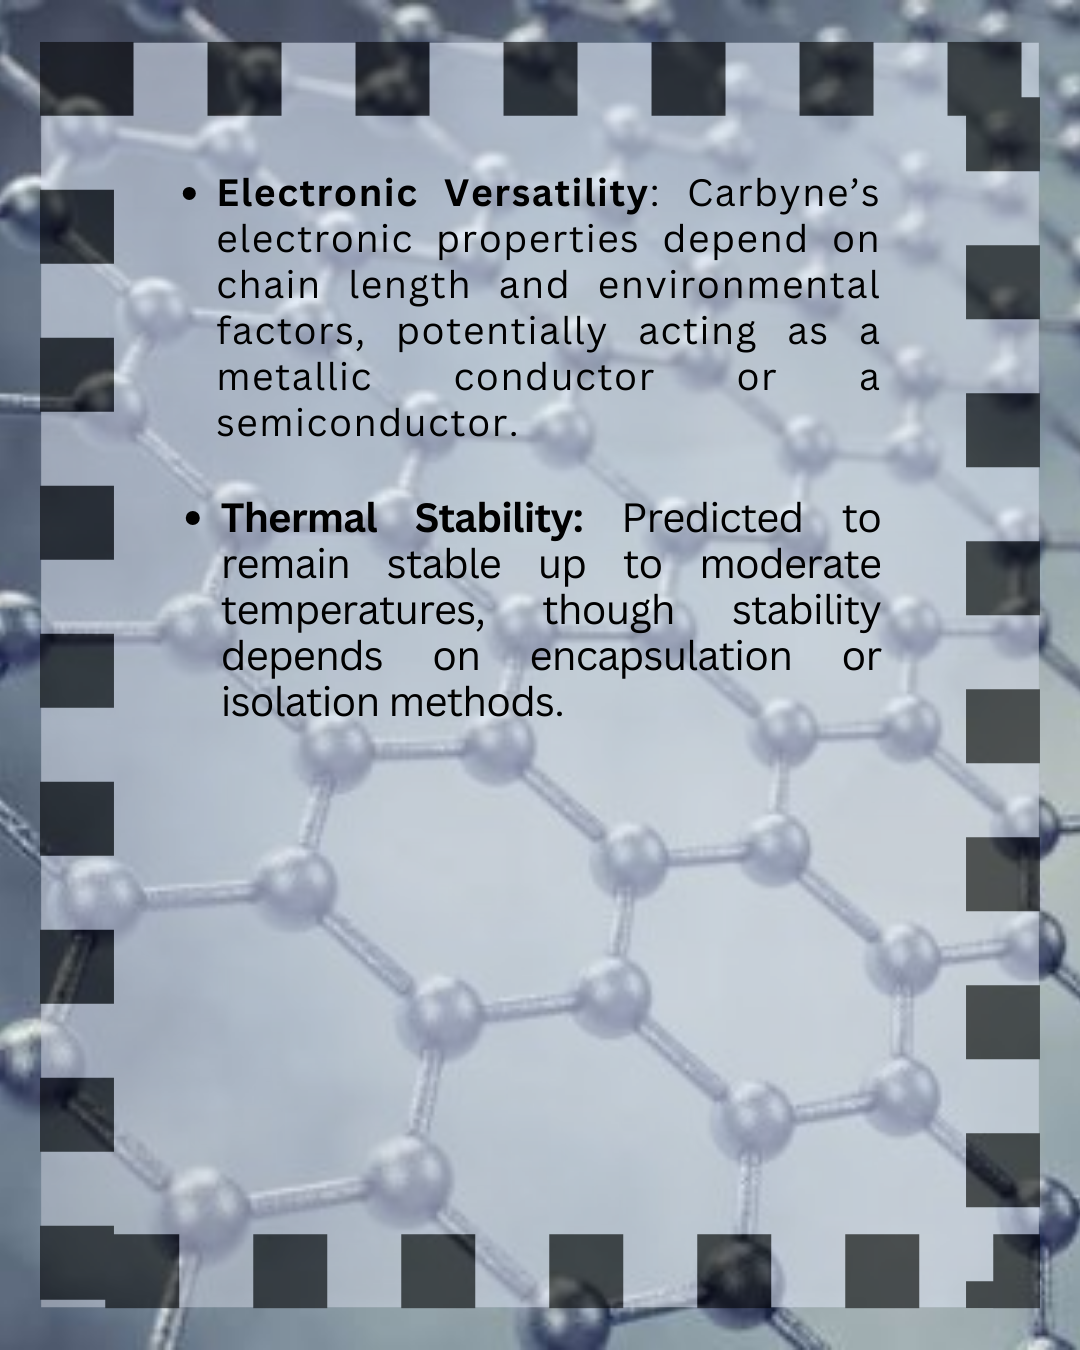 • Electronic Versatility: Carbyne’s
electronic properties depend on
chain length and environmental
factors, potentially acting as a
metallic conductor or a
semiconductor.
• Thermal Stability: Predicted to
remain stable up to moderate
temperatures, though stability
depends on encapsulation or
isolation methods.